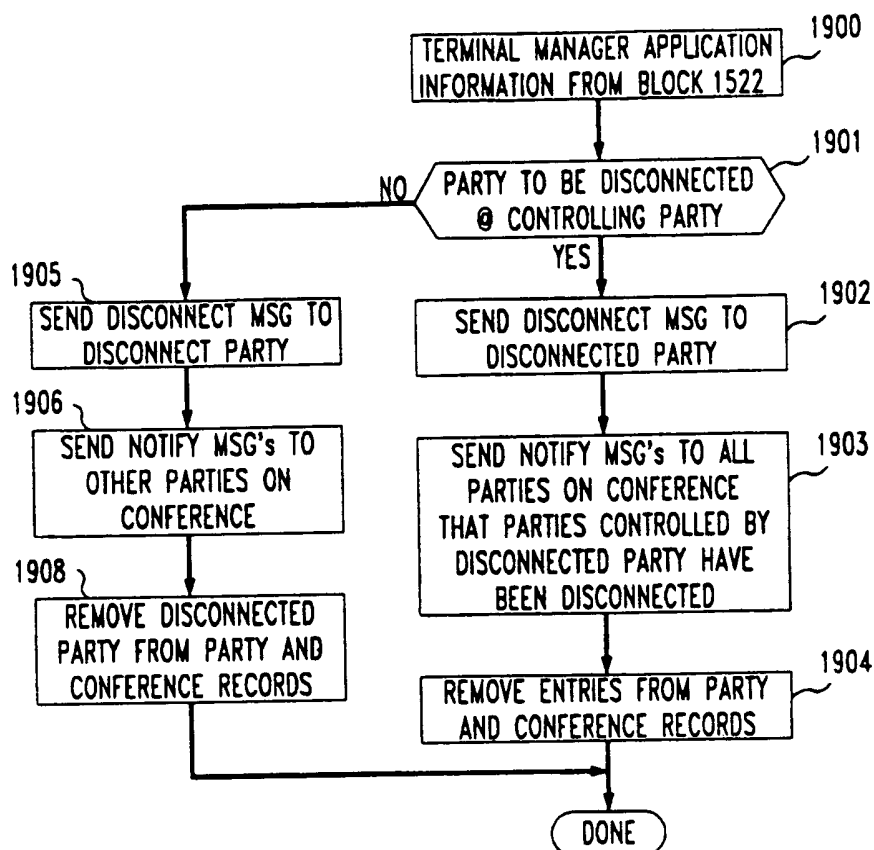 1900
TERMINAL MANAGER APPLICATION
INFORMATION FROM BLOCK 1522
1901
PARTY TO BE DISCONNECTED
@ CONTROLLING PARTY
NO
YES
1905
SEND DISCONNECT MSG TO
DISCONNECT PARTY
1902
SEND DISCONNECT MSG TO
DISCONNECTED PARTY
1906
SEND NOTIFY MSG's TO
OTHER PARTIES ON
CONFERENCE
1903
SEND NOTIFY MSG's TO ALL
PARTIES ON CONFERENCE
THAT PARTIES CONTROLLED BY
DISCONNECTED PARTY HAVE
BEEN DISCONNECTED
1908
REMOVE DISCONNECTED
PARTY FROM PARTY AND
CONFERENCE RECORDS
1904
REMOVE ENTRIES FROM PARTY
AND CONFERENCE RECORDS
DONE